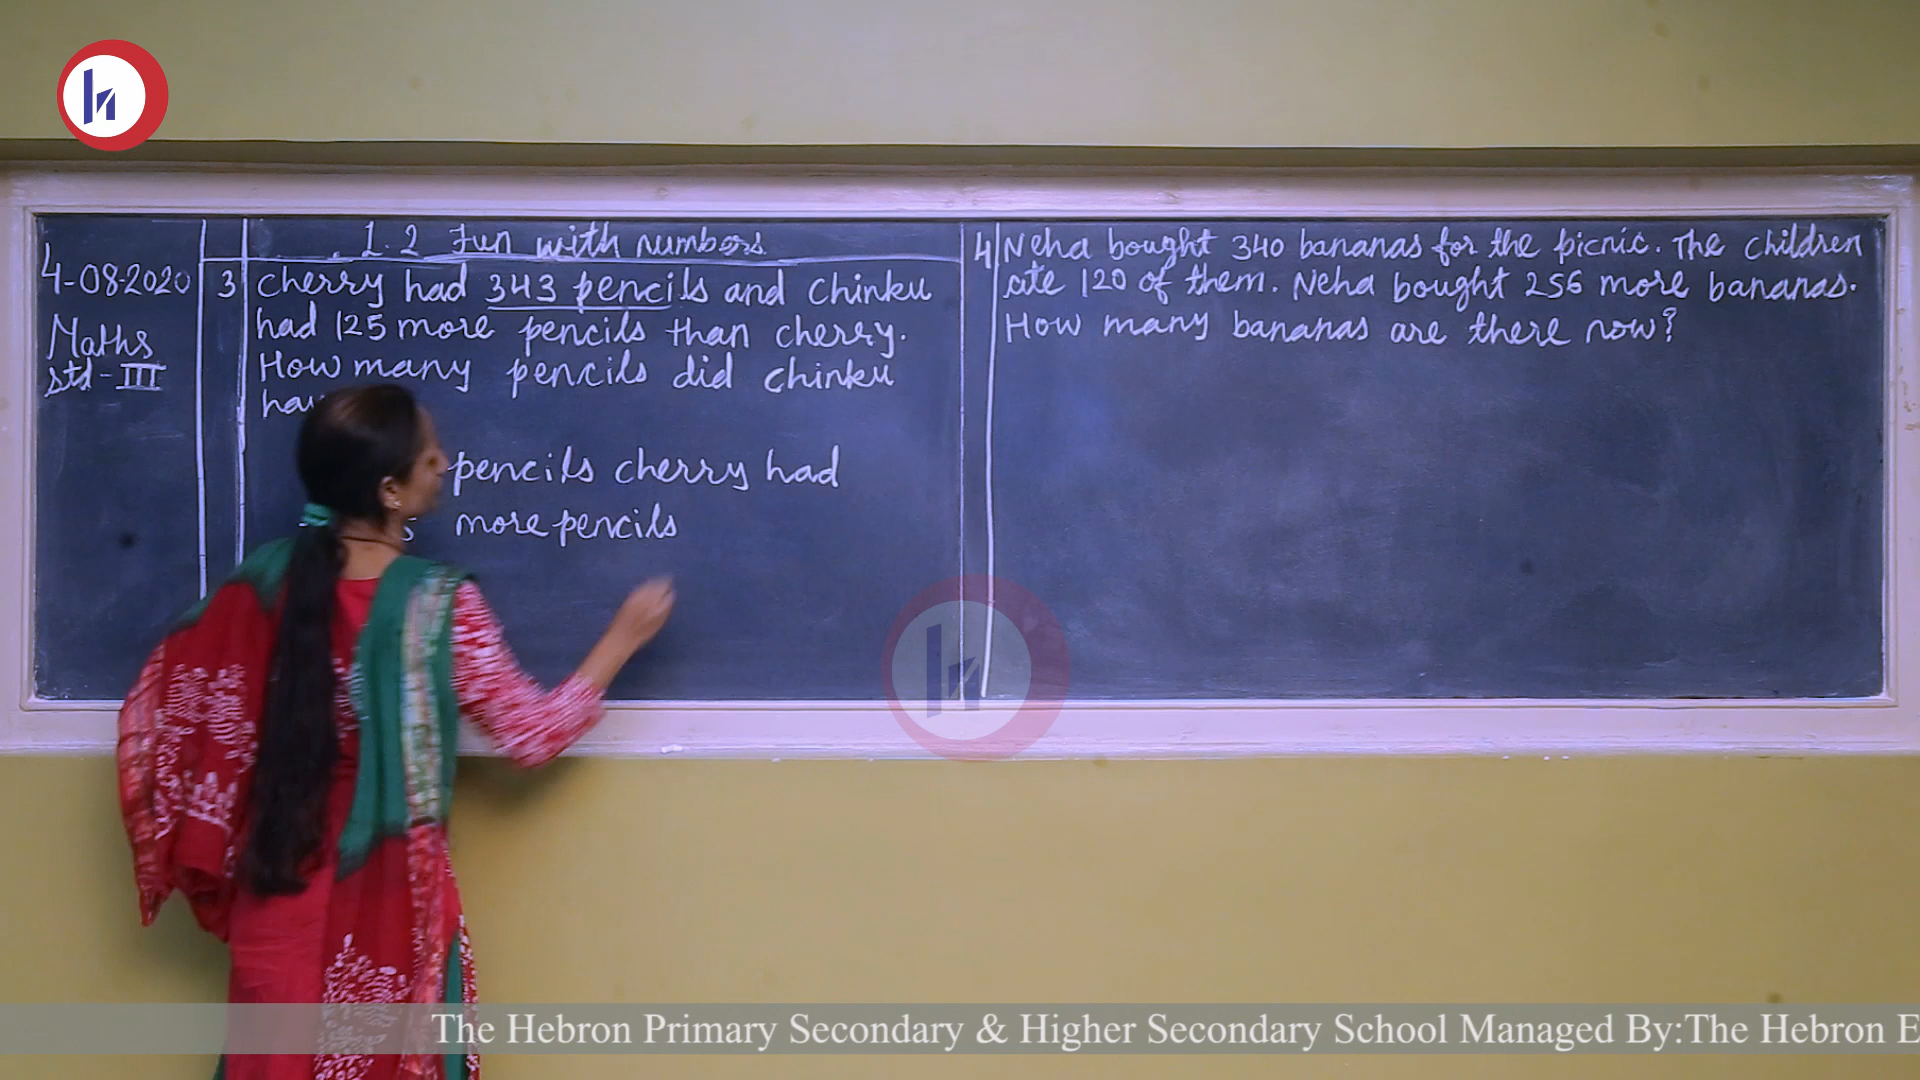 4-08-2020
Maths
std - III
1.2 Fun with numbers
3 cherry had 343 pencils and chinku
had 125 more pencils than cherry.
How many pencils did chinku
pencils cherry had
5 more pencils
4 Neha bought 340 bananas for the picnic. The children
ate 120 of them. Neha bought 256 more bananas.
How many bananas are there now?
The Hebron Primary Secondary & Higher Secondary School Managed By:The Hebron E